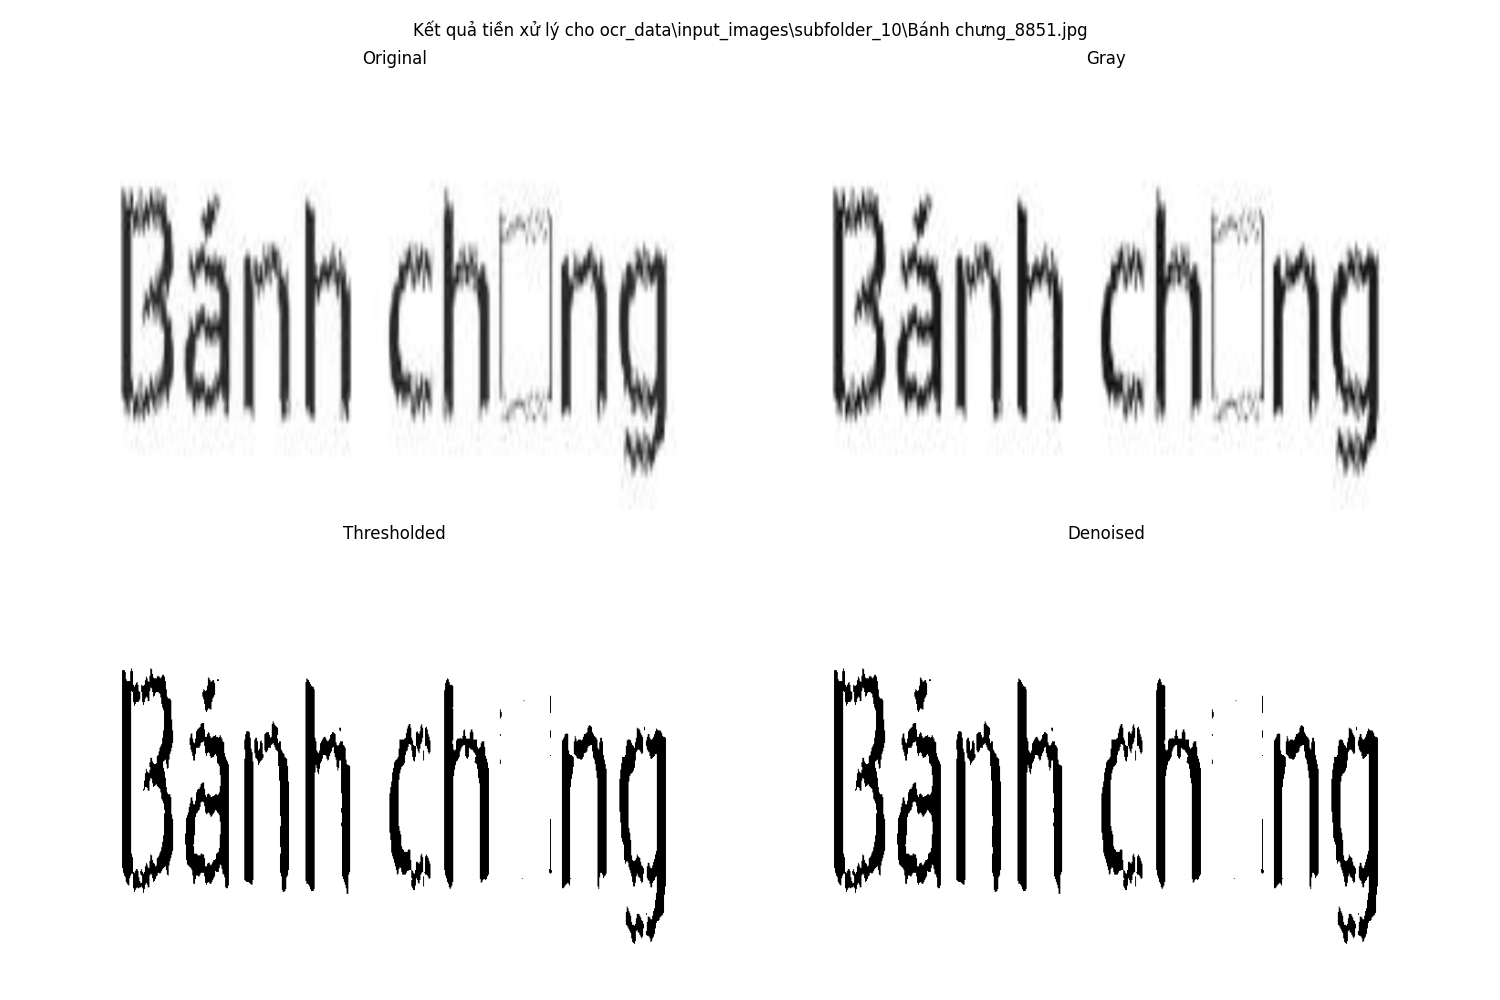 Kết quả tiền xử lý cho ocr_data\input_images\subfolder_10\Bánh chưng_8851.jpg
Original
Gray
Bánh ch□ng
Bánh ch□ng
Thresholded
Denoised
Bánh ch ng
Bánh ch ng